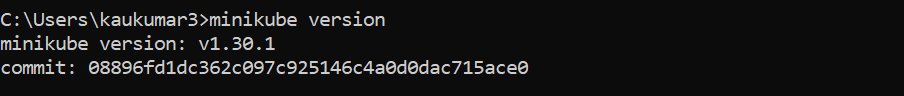 C:\Users\kaukumar3>minikube version
minikube version: v1.30.1
commit: 08896fd1dc362c097c925146c4a0d0dac715ace0